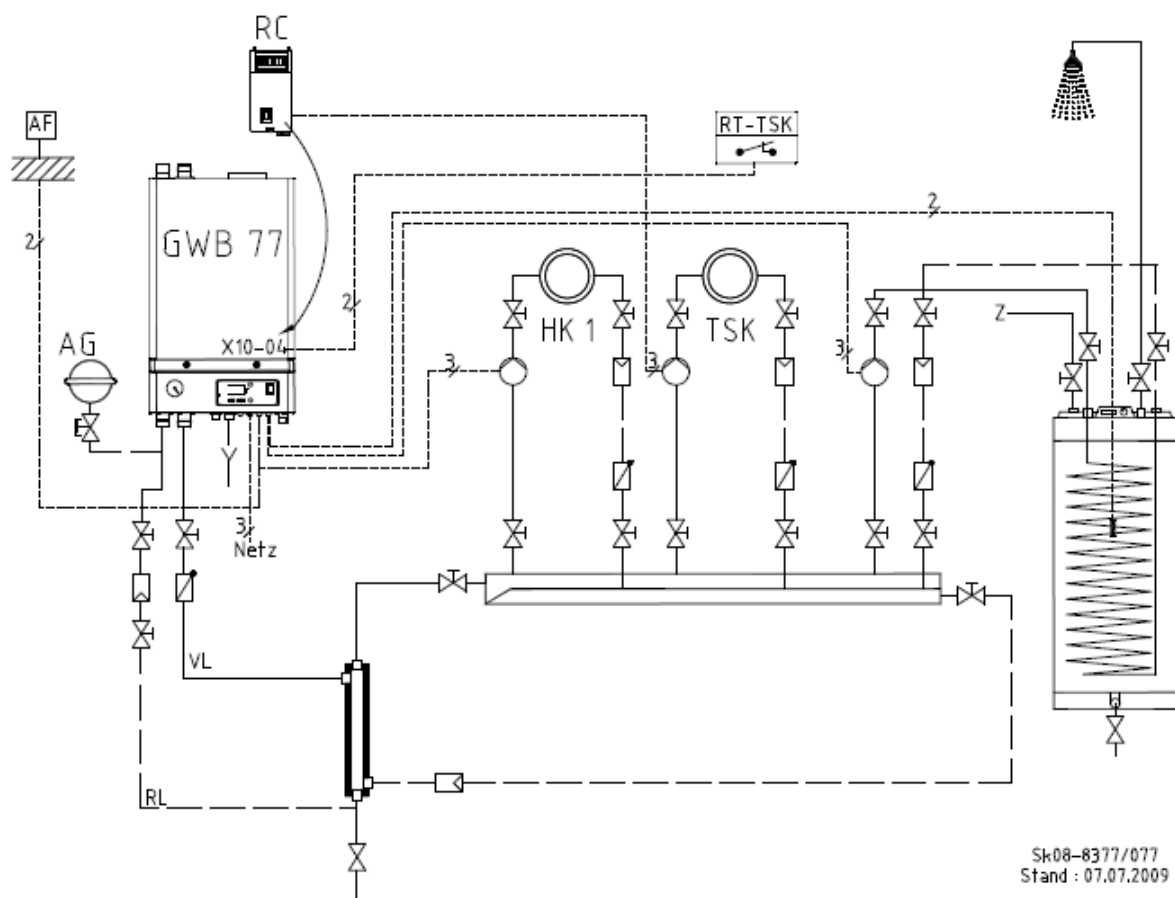 RC
AF
RT-TSK
2
2
GWB 77
2
HK 1
TSK
Z
AG
X10-04
3
3
3
3
Netz
VL
RL
Sk08-8377/077
Stand : 07.07.2009